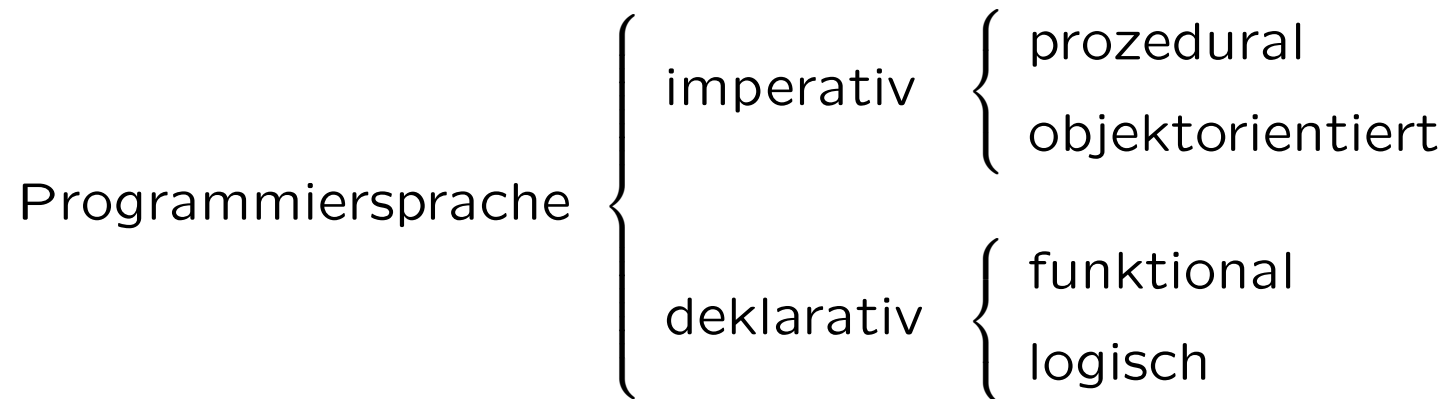 prozedural
imperativ
objektorientiert
Programmiersprache
funktional
deklarativ
logisch